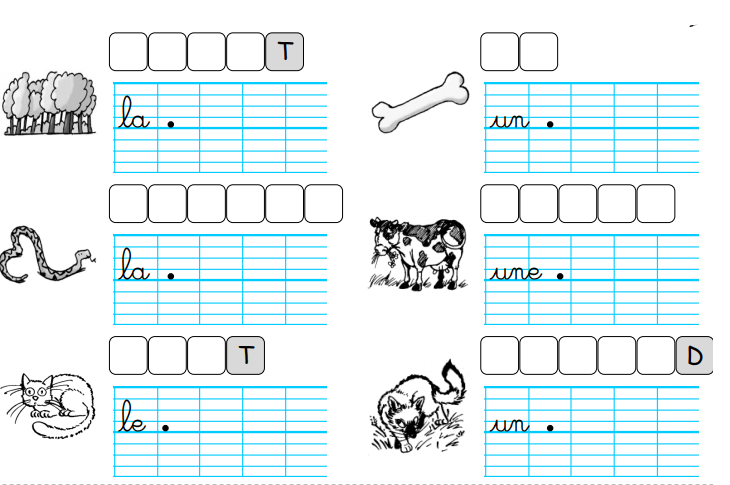 T
la .
un .
la .
une .
T
D
le .
un .